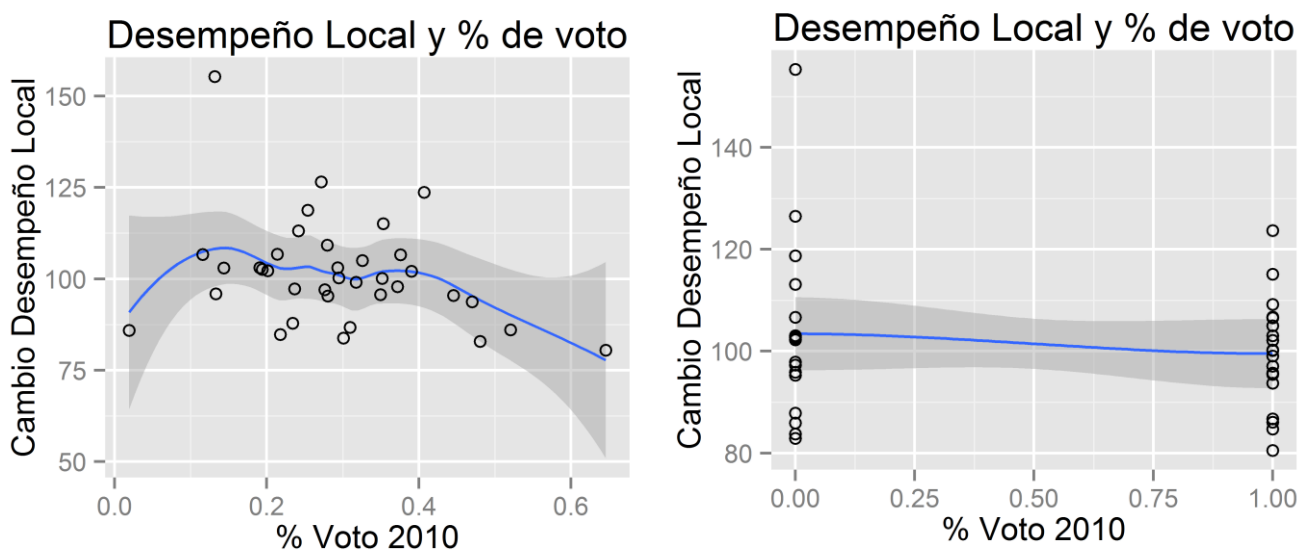 Desempeño Local y % de voto
Cambio Desempeño Local
150
125
100
75
50
0.0 0.2 0.4 0.6
% Voto 2010
Desempeño Local y % de voto
Cambio Desempeño Local
140
120
100
80
0.00 0.25 0.50 0.75 1.00
% Voto 2010